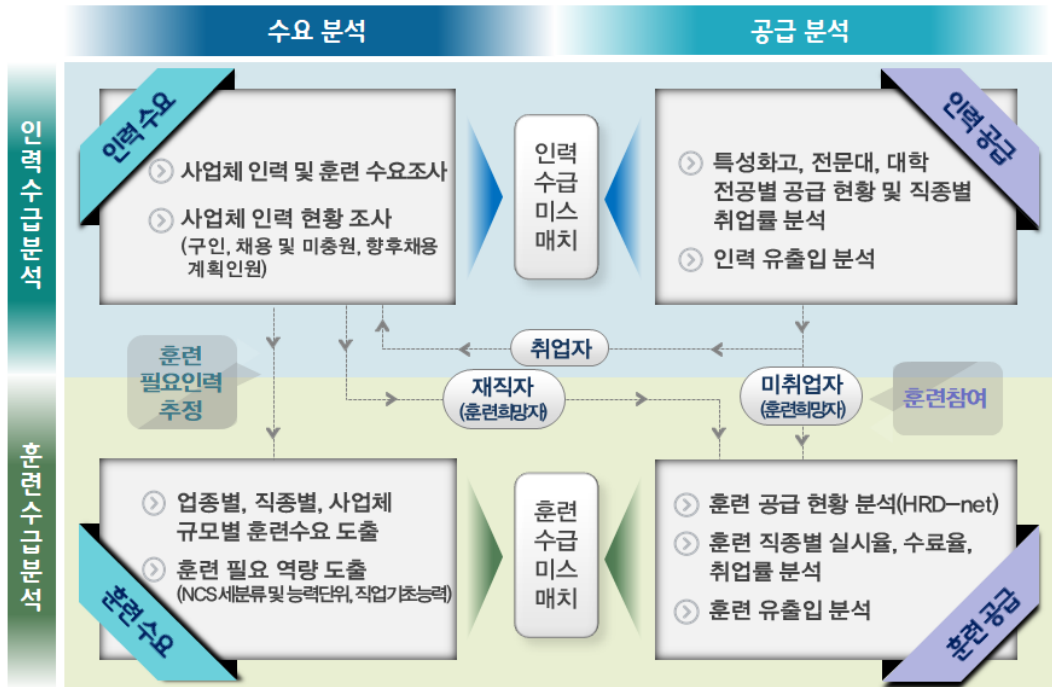 수요 분석
공급 분석
인력수급분석
인력 수요
사업체 인력 및 훈련 수요조사
사업체 인력 현황 조사
(구인, 채용 및 미충원, 향후채용
계획인원)
인력
수급
미스
매치
인력 공급
특성화고, 전문대, 대학
전공별 공급 현황 및 직종별
취업률 분석
인력 유출입 분석
취업자
훈련
필요인력
추정
재직자
(훈련희망자)
미취업자
(훈련희망자)
훈련참여
훈련수급분석
훈련 수요
업종별, 직종별, 사업체
규모별 훈련수요 도출
훈련 필요 역량 도출
(NCS 세분류 및 능력단위, 직업기초능력)
훈련
수급
미스
매치
훈련 공급
훈련 공급 현황 분석(HRD-net)
훈련 직종별 실시율, 수료율,
취업률 분석
훈련 유출입 분석